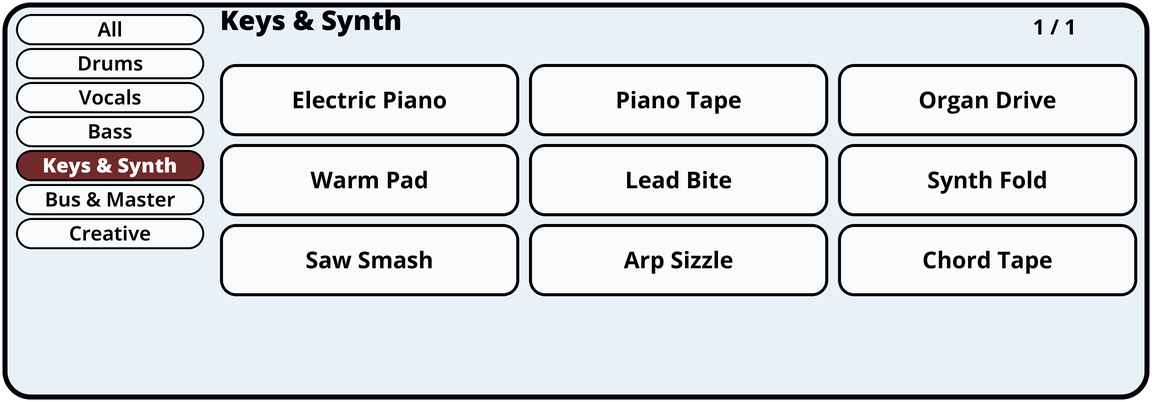 All
Drums
Vocals
Bass
Keys & Synth
Bus & Master
Creative
Keys & Synth
1 / 1
Electric Piano
Piano Tape
Organ Drive
Warm Pad
Lead Bite
Synth Fold
Saw Smash
Arp Sizzle
Chord Tape